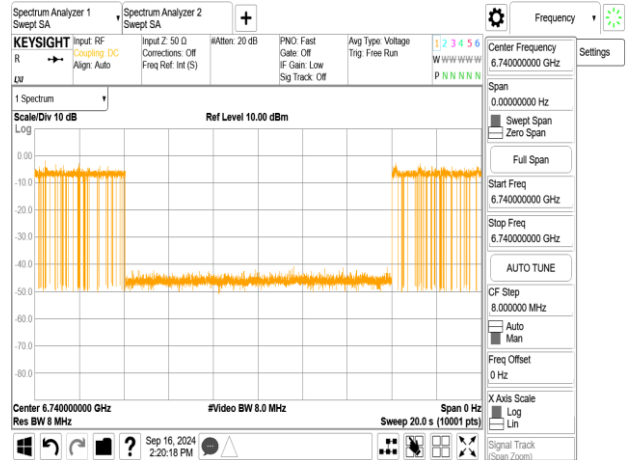 Spectrum Analyzer 1
Swept SA
Spectrum Analyzer 2
Swept SA
+
Frequency
KEYSIGHT
R
LXI
Input: RF
Coupling: DC
Align: Auto
Input Z: 50 Ω
Corrections: Off
Freq Ref: Int (S)
#Atten: 20 dB
PNO: Fast
Gate: Off
IF Gain: Low
Sig Track: Off
Avg Type: Voltage
Trig: Free Run
1 2 3 4 5 6
W W W W W W
P N N N N N
Settings
1 Spectrum
Scale/Div 10 dB
Ref Level 10.00 dBm
Log
0.00
-10.0
-20.0
-30.0
-40.0
-50.0
-60.0
-70.0
-80.0
Center 6.740000000 GHz
#Video BW 8.0 MHz
Span 0 Hz
Res BW 8 MHz
Sweep 20.0 s (10001 pts)
Center Frequency
6.740000000 GHz
Span
0.00000000 Hz
Swept Span
Zero Span
Full Span
Start Freq
6.740000000 GHz
Stop Freq
6.740000000 GHz
AUTO TUNE
CF Step
8.000000 MHz
Auto
Man
Freq Offset
0 Hz
X Axis Scale
Log
Lin
Signal Track
(Span Zoom)
?
Sep 16, 2024
2:20:18 PM